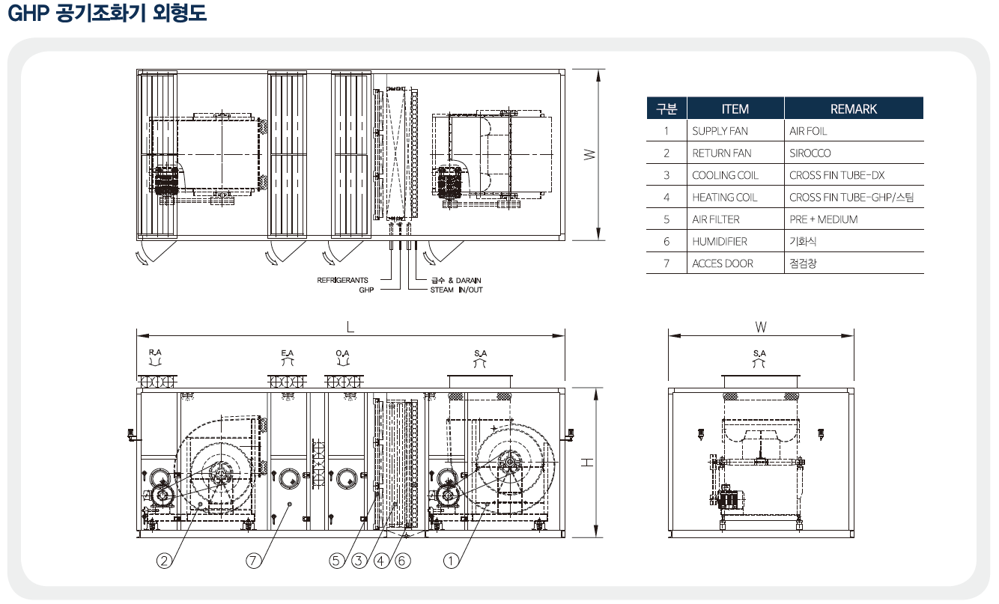 GHP 공기조화기 외형도
W
구분 ITEM REMARK
1 SUPPLY FAN AIR FOIL
2 RETURN FAN SIROCCO
3 COOLING COIL CROSS FIN TUBE-DX
4 HEATING COIL CROSS FIN TUBE-GHP/스팀
5 AIR FILTER PRE + MEDIUM
6 HUMIDIFIER 기화식
7 ACCES DOOR 점검창
REFRIGERANTS 급수 & DARAIN
GHP STEAM IN/OUT
L W
R.A E.A O.A S.A S.A
H
② ⑦ ⑤ ③ ④ ⑥ ①